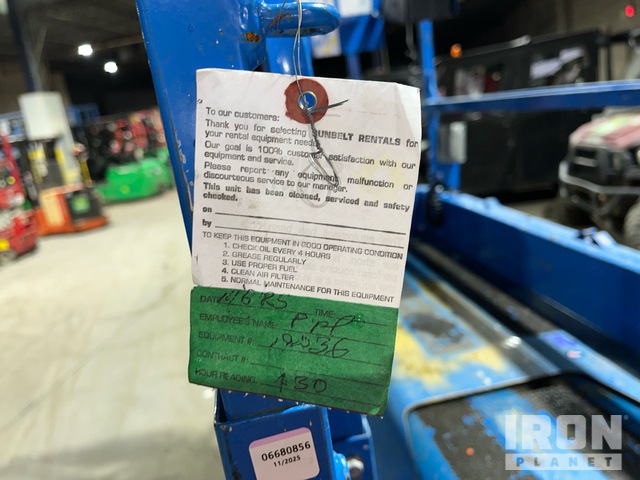 To our customers:
Thank you for selecting SUNBELT RENTALS for
your rental equipment needs.
Our goal is 100% customer satisfaction with our
equipment and service.
Please report any equipment malfunction or
discourteous service to our manager.
This unit has been cleaned, serviced and safety
checked.
on
by
TO KEEP THIS EQUIPMENT IN GOOD OPERATING CONDITION
1. CHECK OIL EVERY 4 HOURS
2. GREASE REGULARLY
3. USE PROPER FUEL
4. CLEAN AIR FILTER
5. NORMAL MAINTENANCE FOR THIS EQUIPMENT
DATE: TIME:
EMPLOYEE'S NAME:
EQUIPMENT #:
CONTRACT #:
HOUR READING: 130
06680856
11/2025
IRON
PLANET